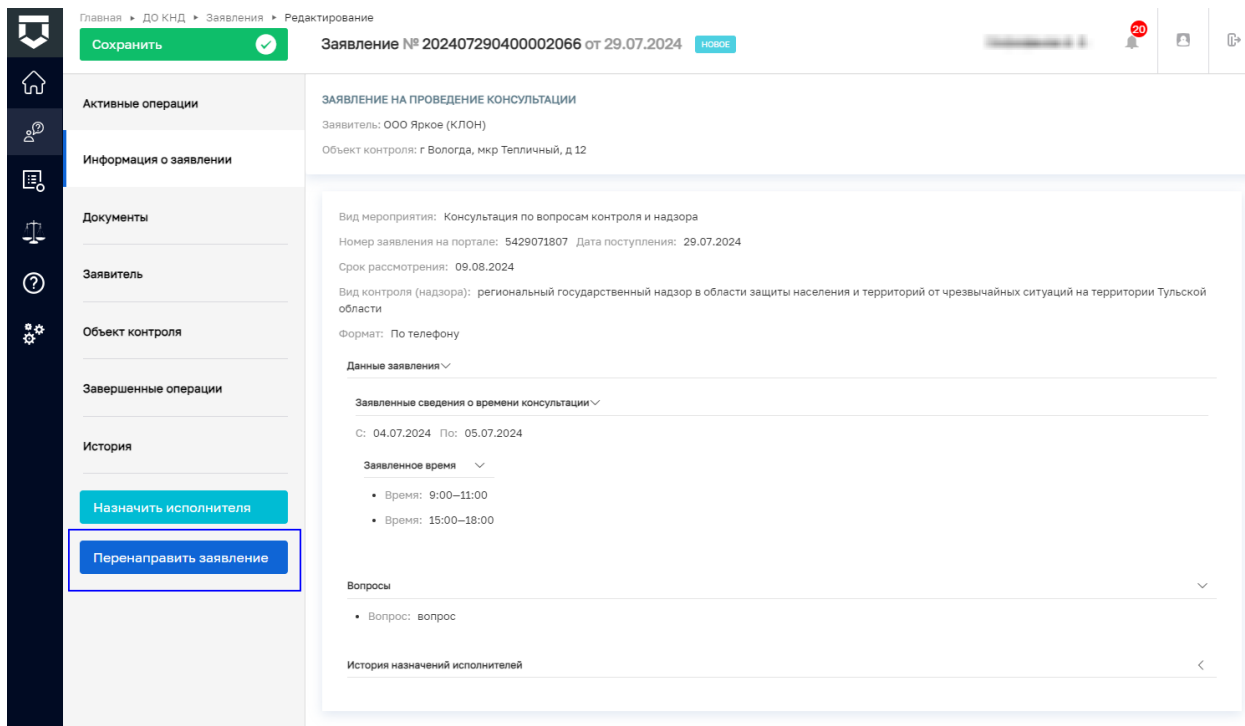 Главная ▸ ДО КНД ▸ Заявления ▸ Редактирование
Сохранить
Заявление № 202407290400002066 от 29.07.2024 НОВОЕ
20
Активные операции
Информация о заявлении
Документы
Заявитель
Объект контроля
Завершенные операции
История
Назначить исполнителя
Перенаправить заявление
ЗАЯВЛЕНИЕ НА ПРОВЕДЕНИЕ КОНСУЛЬТАЦИИ
Заявитель: ООО Яркое (КЛОН)
Объект контроля: г Вологда, мкр Тепличный, д 12
Вид мероприятия: Консультация по вопросам контроля и надзора
Номер заявления на портале: 5429071807 Дата поступления: 29.07.2024
Срок рассмотрения: 09.08.2024
Вид контроля (надзора): региональный государственный надзор в области защиты населения и территорий от чрезвычайных ситуаций на территории Тульской
области
Формат: По телефону
Данные заявления
Заявленные сведения о времени консультации
С: 04.07.2024 По: 05.07.2024
Заявленное время
• Время: 9:00—11:00
• Время: 15:00—18:00
Вопросы
• Вопрос: вопрос
История назначений исполнителей